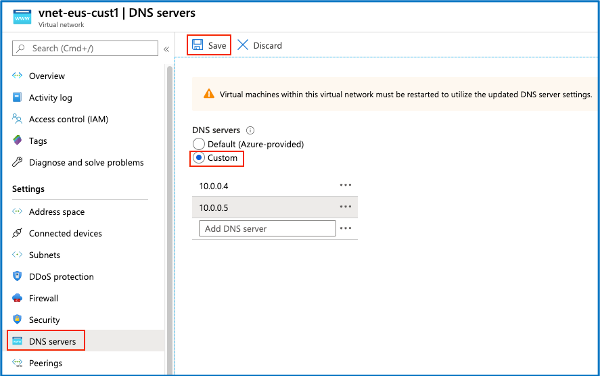 vnet-eus-cust1 | DNS servers
Virtual network
Search (Cmd+/)
«
Save
Discard
Overview
Activity log
Access control (IAM)
Tags
Diagnose and solve problems
Settings
Address space
Connected devices
Subnets
DDoS protection
Firewall
Security
DNS servers
Peerings
Virtual machines within this virtual network must be restarted to utilize the updated DNS server settings.
DNS servers
Default (Azure-provided)
Custom
10.0.0.4
10.0.0.5
Add DNS server